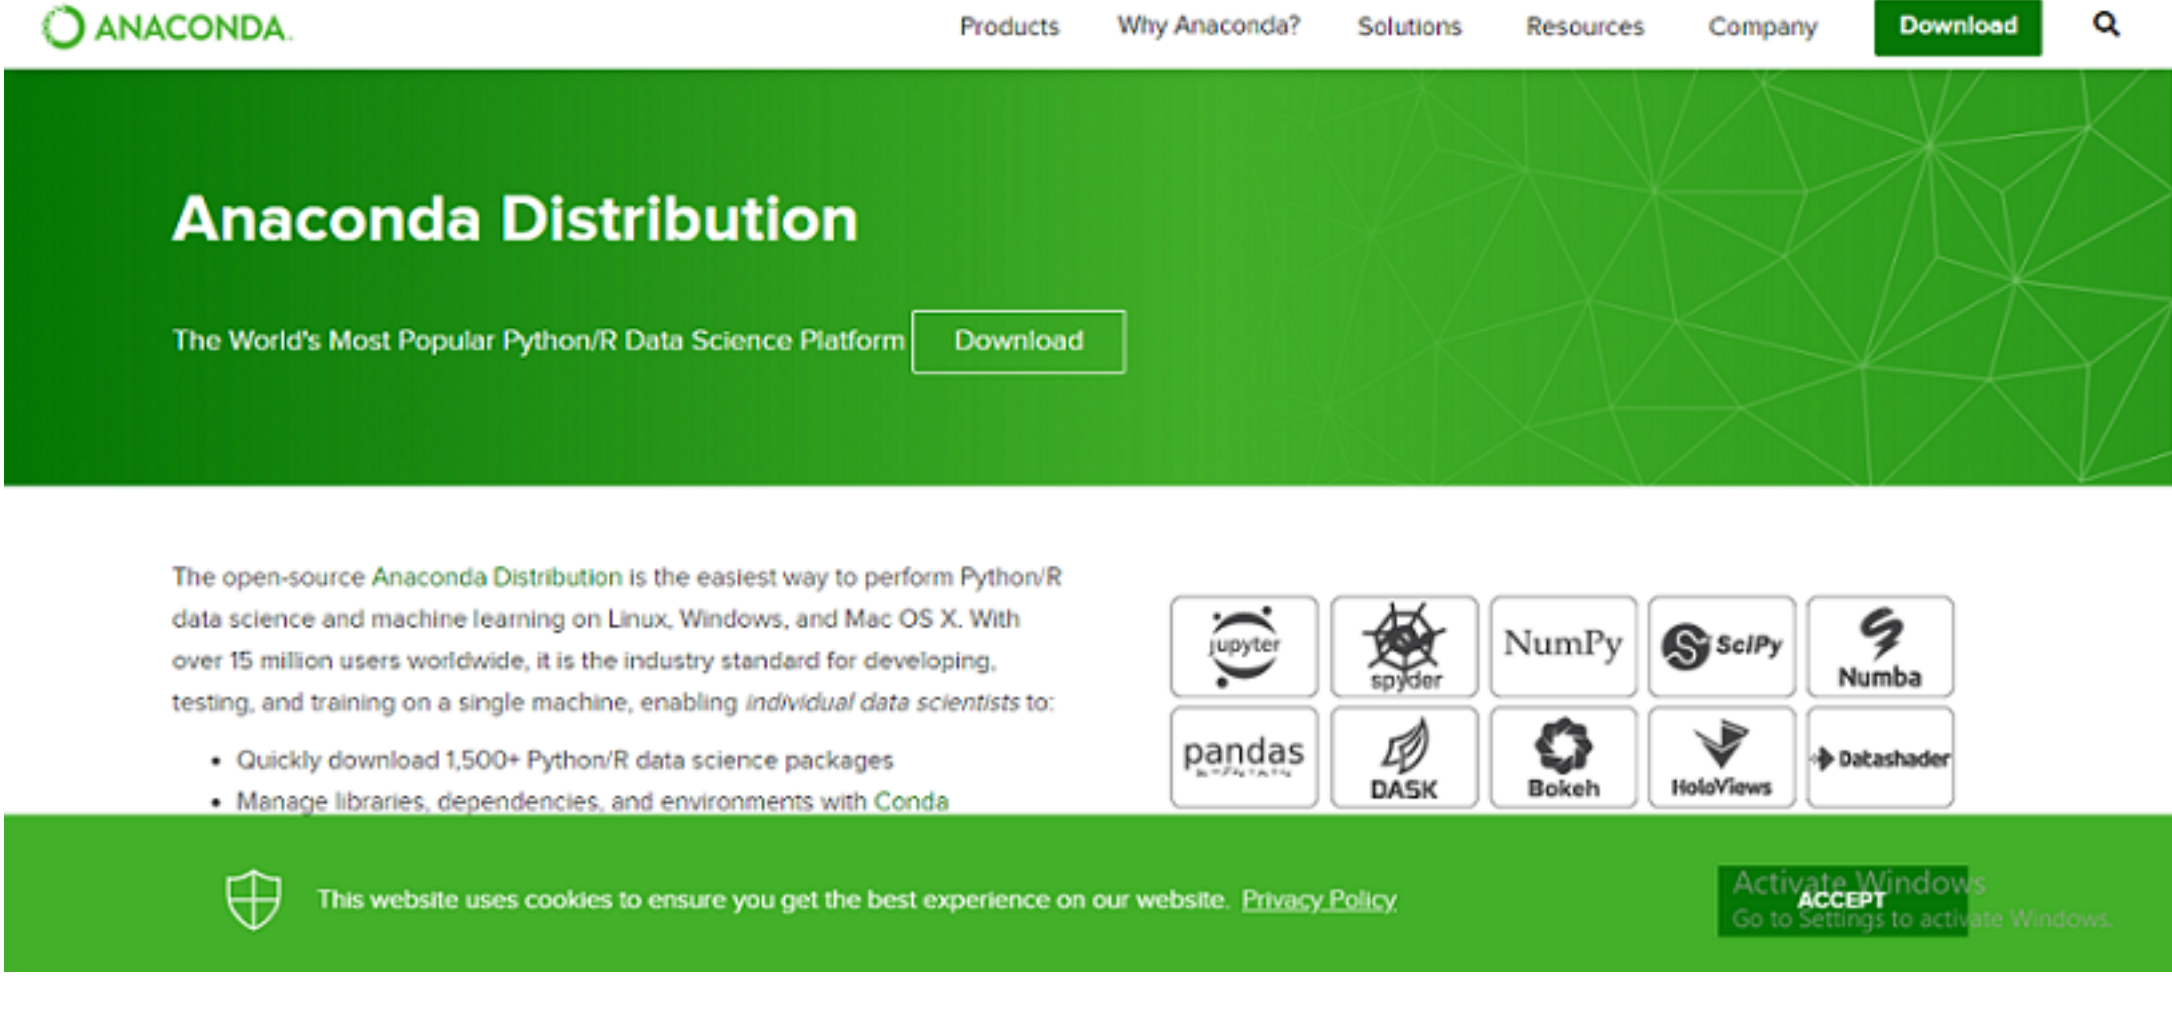 ANACONDA.
Products Why Anaconda? Solutions Resources Company Download
Anaconda Distribution
The World's Most Popular Python/R Data Science Platform Download
The open-source Anaconda Distribution is the easiest way to perform Python/R
data science and machine learning on Linux, Windows, and Mac OS X. With
over 15 million users worldwide, it is the industry standard for developing,
testing, and training on a single machine, enabling individual data scientists to:
• Quickly download 1,500+ Python/R data science packages
• Manage libraries, dependencies, and environments with Conda
jupyter spyder NumPy SciPy Numba
pandas DASK Bokeh HoloViews Datashader
This website uses cookies to ensure you get the best experience on our website. Privacy Policy
ACCEPT
Activate Windows
Go to Settings to activate Windows.